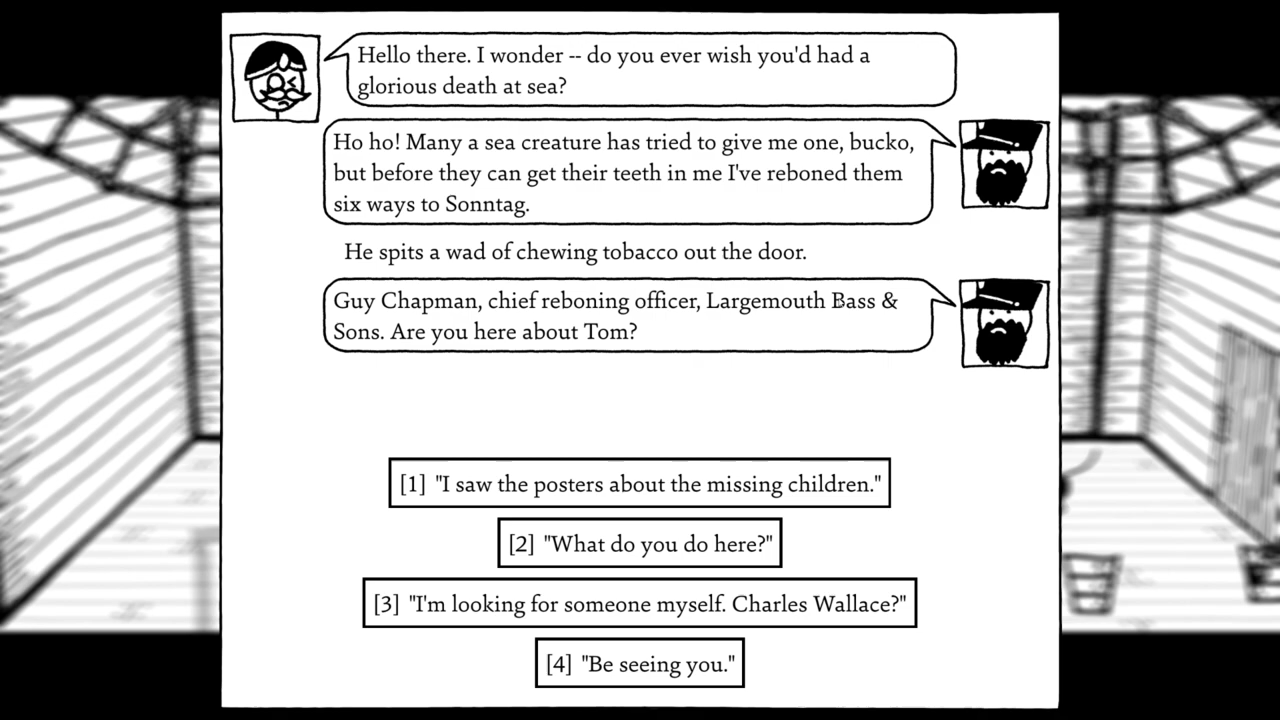 Hello there. I wonder -- do you ever wish you'd had a
glorious death at sea?
Ho ho! Many a sea creature has tried to give me one, bucko,
but before they can get their teeth in me I've reboned them
six ways to Sonntag.
He spits a wad of chewing tobacco out the door.
Guy Chapman, chief reboning officer, Largemouth Bass &
Sons. Are you here about Tom?
[1] "I saw the posters about the missing children."
[2] "What do you do here?"
[3] "I'm looking for someone myself. Charles Wallace?"
[4] "Be seeing you."